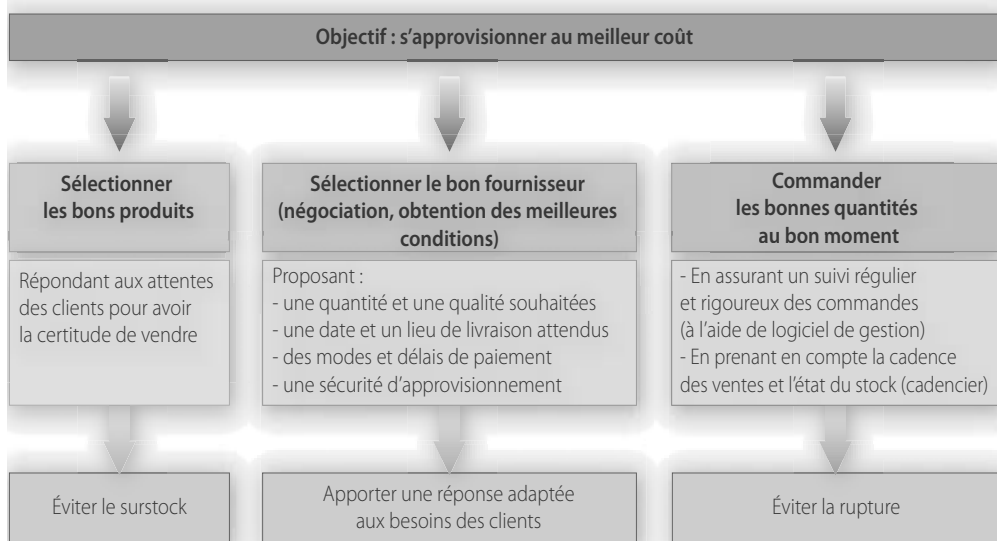 Objectif : s'approvisionner au meilleur coût
Sélectionner
les bons produits
Répondant aux attentes
des clients pour avoir
la certitude de vendre
Éviter le surstock
Sélectionner le bon fournisseur
(négociation, obtention des meilleures
conditions)
Proposant :
- une quantité et une qualité souhaitées
- une date et un lieu de livraison attendus
- des modes et délais de paiement
- une sécurité d'approvisionnement
Apporter une réponse adaptée
aux besoins des clients
Commander
les bonnes quantités
au bon moment
- En assurant un suivi régulier
et rigoureux des commandes
(à l'aide de logiciel de gestion)
- En prenant en compte la cadence
des ventes et l'état du stock (cadencier)
Éviter la rupture